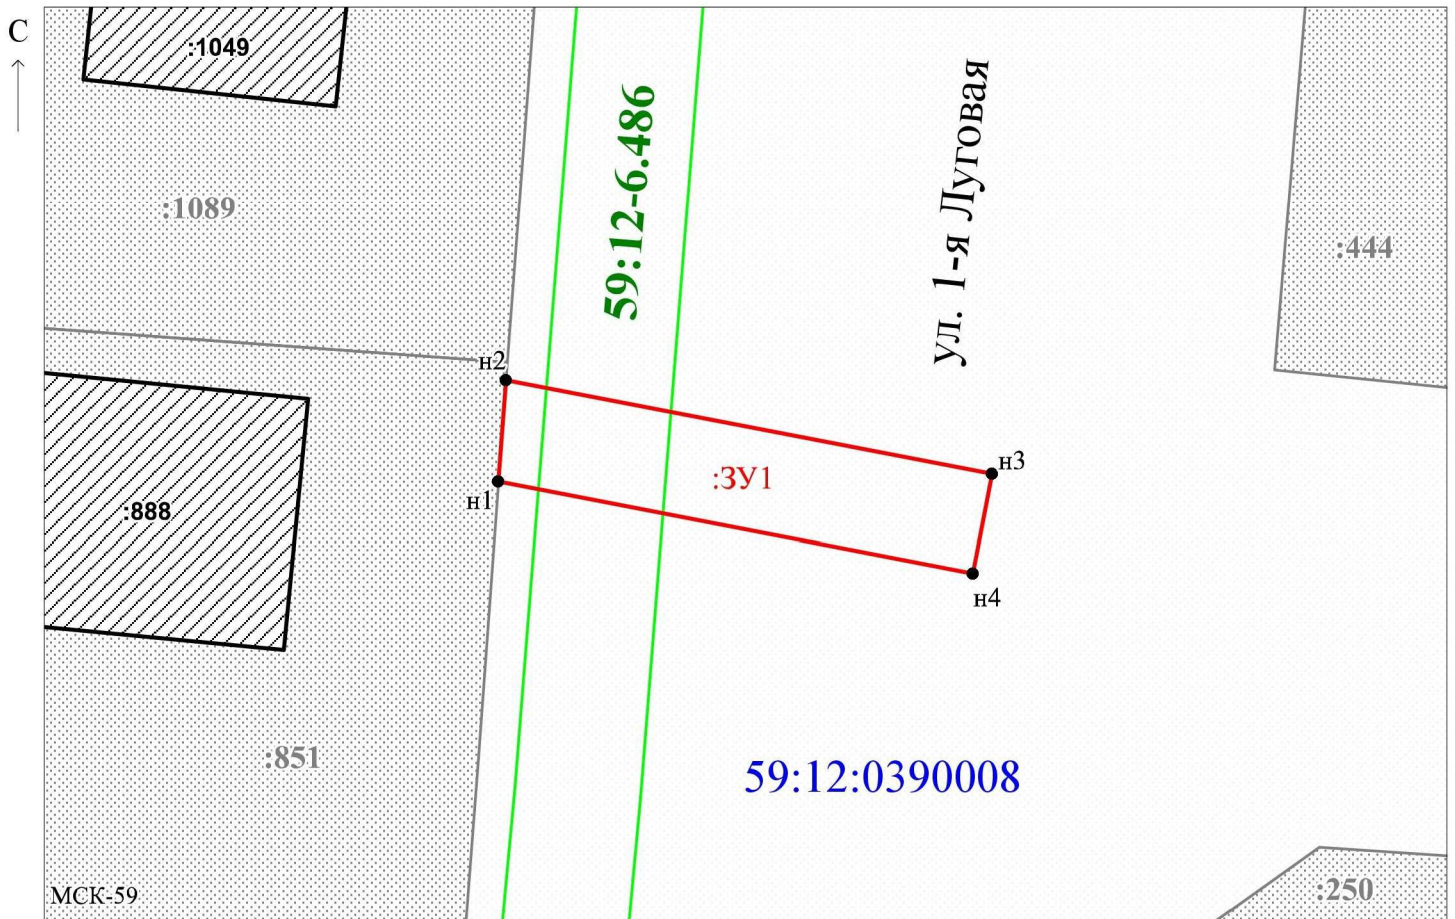 С
:1049
59:12-6.486
ул. 1-я Луговая
:1089
:444
н2
н3
:ЗУ1
н1
:888
н4
:851
59:12:0390008
МСК-59
:250